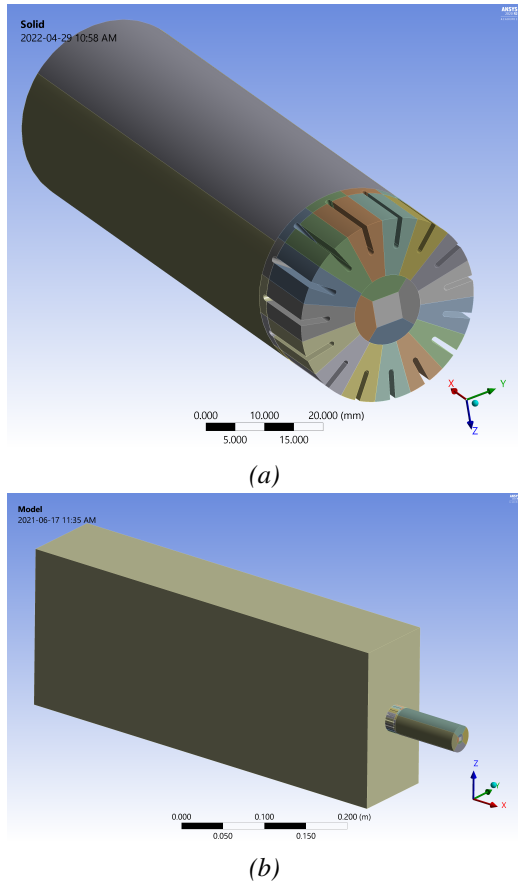 Solid
2022-04-29 10:58 AM
ANSYS
X
Y
Z
0.000 10.000 20.000 (mm)
5.000 15.000
(a)
Model
2021-06-17 11:35 AM
Z
Y
X
0.000 0.100 0.200 (m)
0.050 0.150
(b)